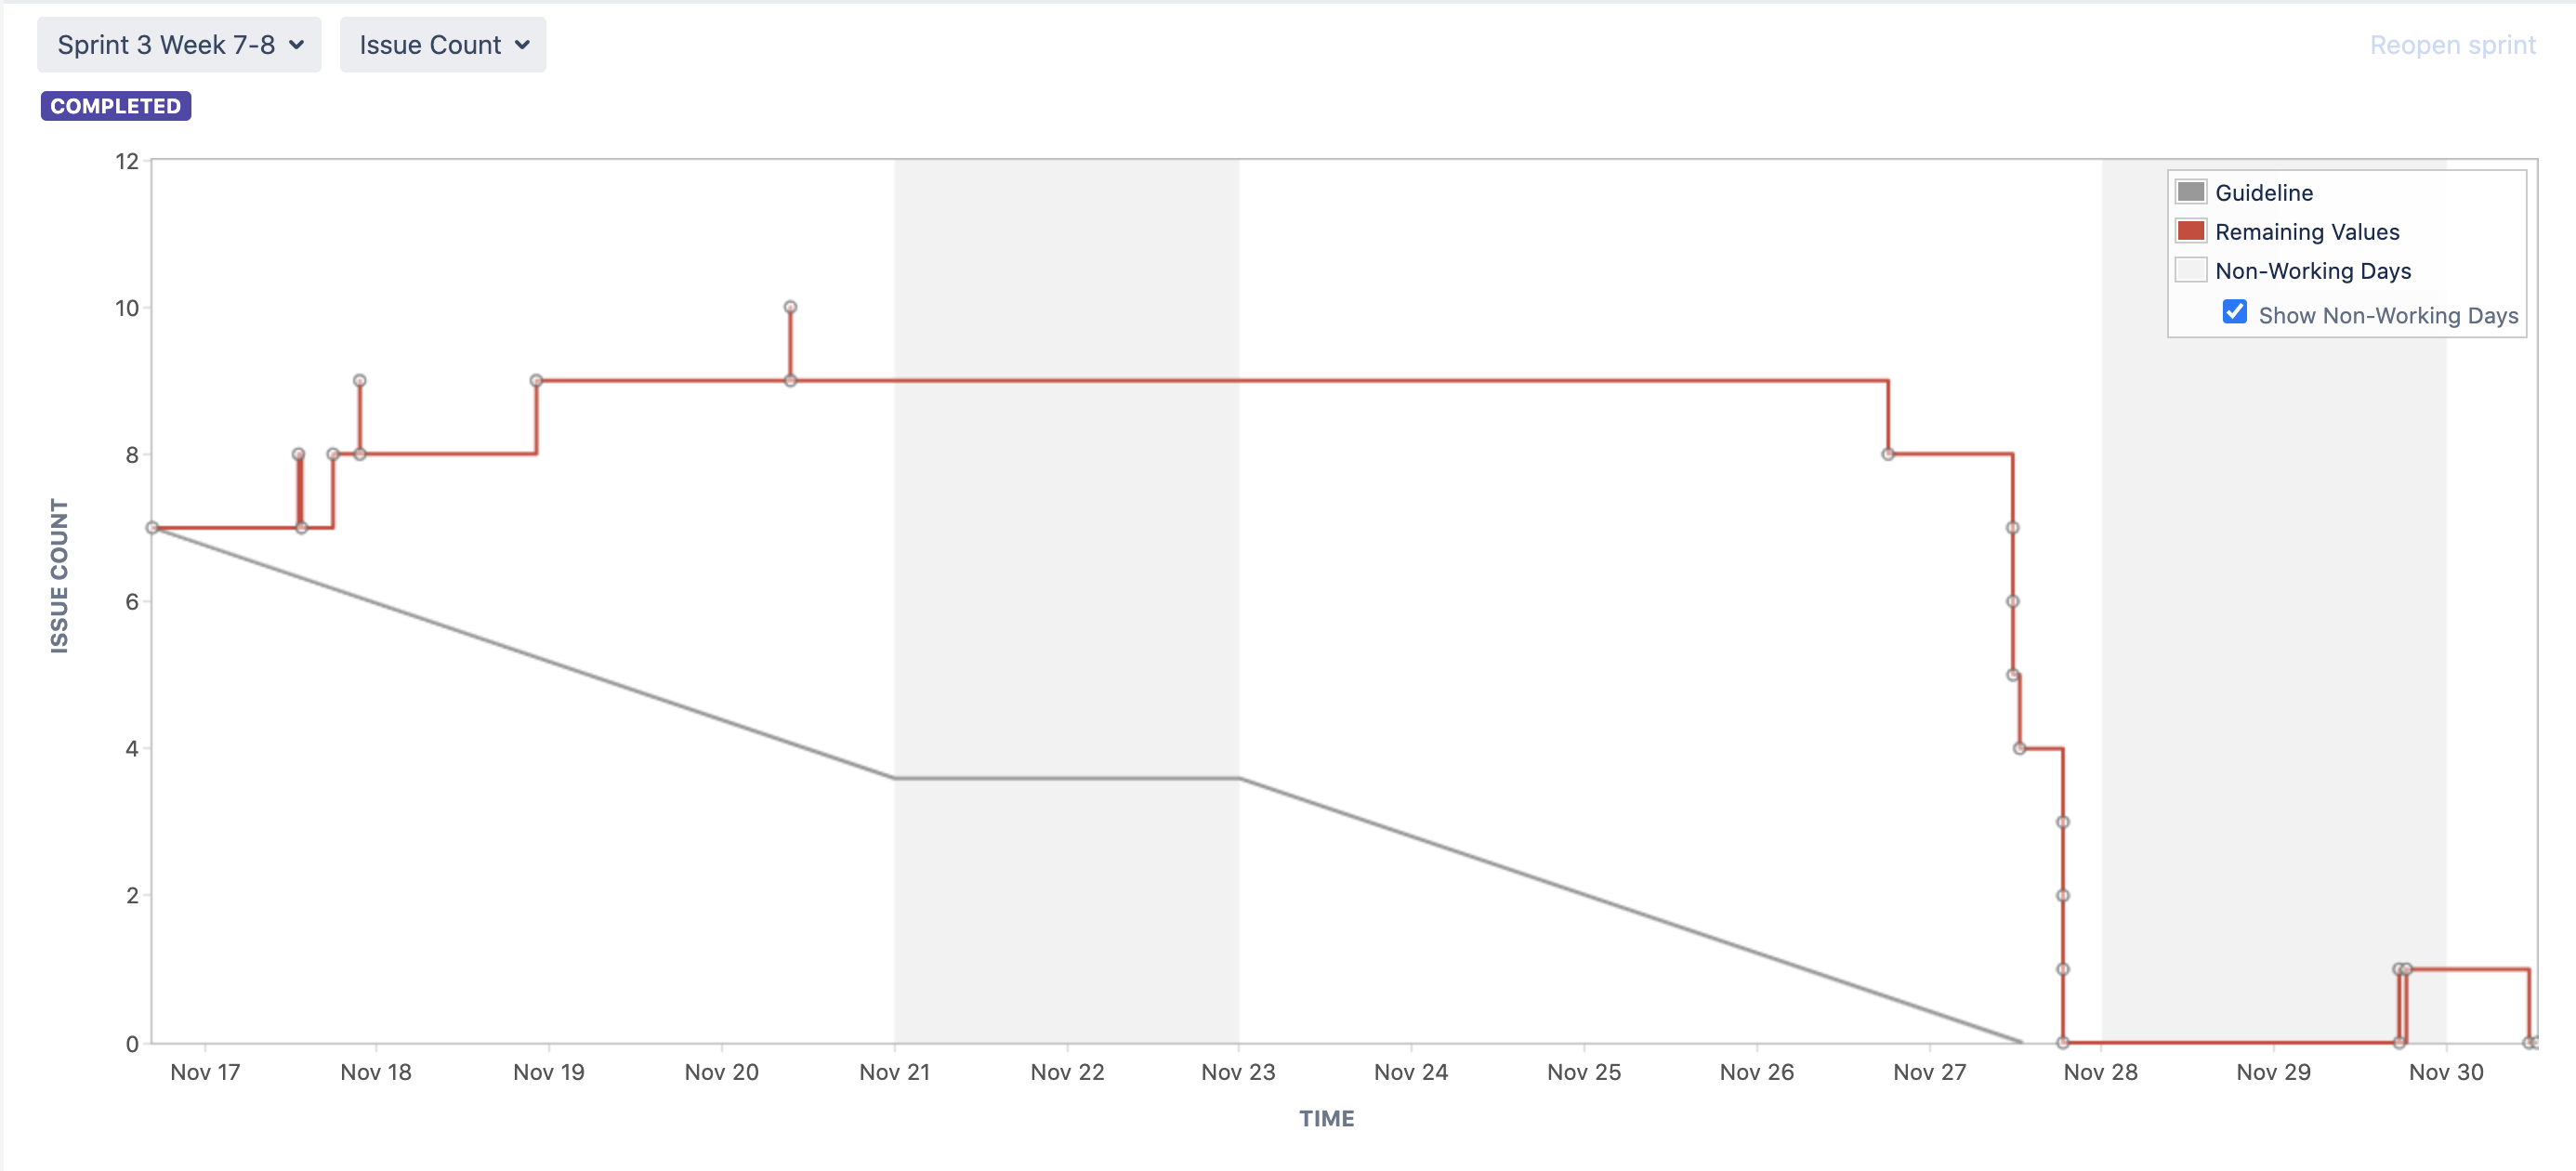 Sprint 3 Week 7-8
Issue Count
Reopen sprint
COMPLETED
12
10
8
6
4
2
0
ISSUE COUNT
Guideline
Remaining Values
Non-Working Days
Show Non-Working Days
Nov 17 Nov 18 Nov 19 Nov 20 Nov 21 Nov 22 Nov 23 Nov 24 Nov 25 Nov 26 Nov 27 Nov 28 Nov 29 Nov 30
TIME